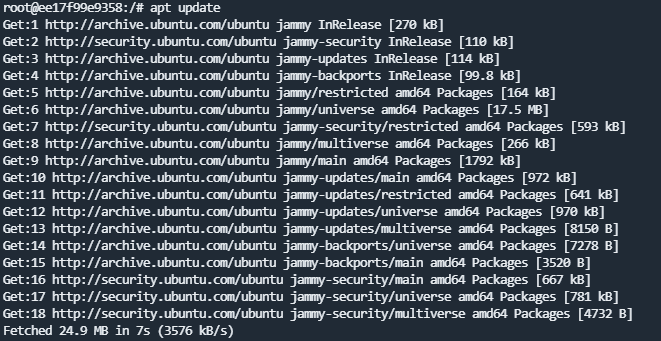 root@ee17f99e9358:/# apt update
Get:1 http://archive.ubuntu.com/ubuntu jammy InRelease [270 kB]
Get:2 http://security.ubuntu.com/ubuntu jammy-security InRelease [110 kB]
Get:3 http://archive.ubuntu.com/ubuntu jammy-updates InRelease [114 kB]
Get:4 http://archive.ubuntu.com/ubuntu jammy-backports InRelease [99.8 kB]
Get:5 http://archive.ubuntu.com/ubuntu jammy/restricted amd64 Packages [164 kB]
Get:6 http://archive.ubuntu.com/ubuntu jammy/universe amd64 Packages [17.5 MB]
Get:7 http://security.ubuntu.com/ubuntu jammy-security/restricted amd64 Packages [593 kB]
Get:8 http://archive.ubuntu.com/ubuntu jammy/multiverse amd64 Packages [266 kB]
Get:9 http://archive.ubuntu.com/ubuntu jammy/main amd64 Packages [1792 kB]
Get:10 http://archive.ubuntu.com/ubuntu jammy-updates/main amd64 Packages [972 kB]
Get:11 http://archive.ubuntu.com/ubuntu jammy-updates/restricted amd64 Packages [641 kB]
Get:12 http://archive.ubuntu.com/ubuntu jammy-updates/universe amd64 Packages [970 kB]
Get:13 http://archive.ubuntu.com/ubuntu jammy-updates/multiverse amd64 Packages [8150 B]
Get:14 http://archive.ubuntu.com/ubuntu jammy-backports/universe amd64 Packages [7278 B]
Get:15 http://archive.ubuntu.com/ubuntu jammy-backports/main amd64 Packages [3520 B]
Get:16 http://security.ubuntu.com/ubuntu jammy-security/main amd64 Packages [667 kB]
Get:17 http://security.ubuntu.com/ubuntu jammy-security/universe amd64 Packages [781 kB]
Get:18 http://security.ubuntu.com/ubuntu jammy-security/multiverse amd64 Packages [4732 B]
Fetched 24.9 MB in 7s (3576 kB/s)